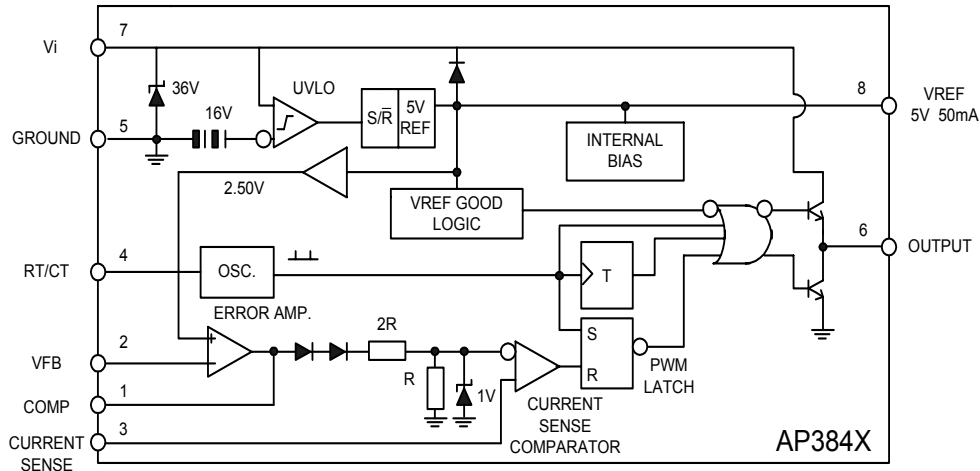 Vi
7
36V
UVLO
16V
S/R̅
5V
REF
8
VREF
5V 50mA
GROUND
5
INTERNAL
BIAS
2.50V
VREF GOOD
LOGIC
6
OUTPUT
RT/CT
4
OSC.
T
ERROR AMP.
2R
S
VFB
2
+
−
R
1V
R
PWM
LATCH
COMP
1
CURRENT
SENSE
COMPARATOR
CURRENT
SENSE
3
AP384X